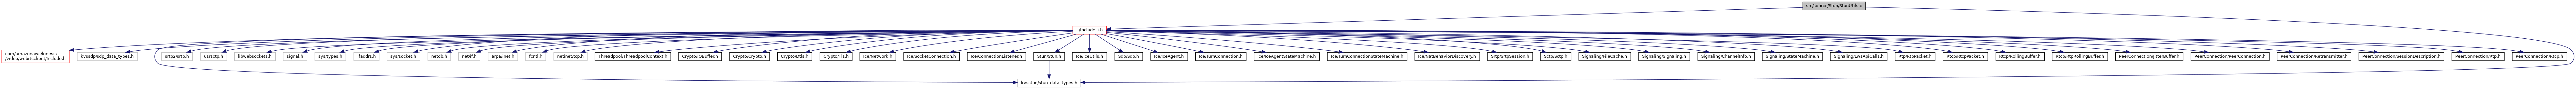 src/source/Stun/StunUtils.c
../Include_i.h
com/amazonaws/kinesis
/video/webrtcclient/Include.h
kvssdp/sdp_data_types.h
srtp2/srtp.h
usrsctp.h
libwebsockets.h
signal.h
sys/types.h
ifaddrs.h
sys/socket.h
netdb.h
net/if.h
arpa/inet.h
fcntl.h
netinet/tcp.h
Threadpool/ThreadpoolContext.h
Crypto/IOBuffer.h
Crypto/Crypto.h
Crypto/Dtls.h
Crypto/Tls.h
Ice/Network.h
Ice/SocketConnection.h
Ice/ConnectionListener.h
Stun/Stun.h
Ice/IceUtils.h
Sdp/Sdp.h
Ice/IceAgent.h
Ice/TurnConnection.h
Ice/IceAgentStateMachine.h
Ice/TurnConnectionStateMachine.h
Ice/NatBehaviorDiscovery.h
Srtp/SrtpSession.h
Sctp/Sctp.h
Signaling/FileCache.h
Signaling/Signaling.h
Signaling/ChannelInfo.h
Signaling/StateMachine.h
Signaling/LwsApiCalls.h
Rtp/RtpPacket.h
Rtcp/RtcpPacket.h
Rtcp/RollingBuffer.h
Rtcp/RtpRollingBuffer.h
PeerConnection/JitterBuffer.h
PeerConnection/PeerConnection.h
PeerConnection/Retransmitter.h
PeerConnection/SessionDescription.h
PeerConnection/Rtp.h
PeerConnection/Rtcp.h
kvsstun/stun_data_types.h